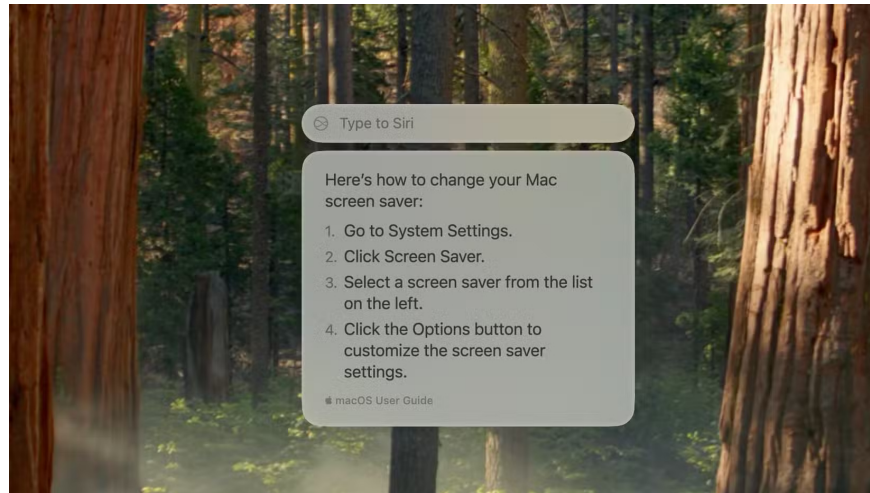 Type to Siri
Here's how to change your Mac
screen saver:
1. Go to System Settings.
2. Click Screen Saver.
3. Select a screen saver from the list
on the left.
4. Click the Options button to
customize the screen saver
settings.
macOS User Guide